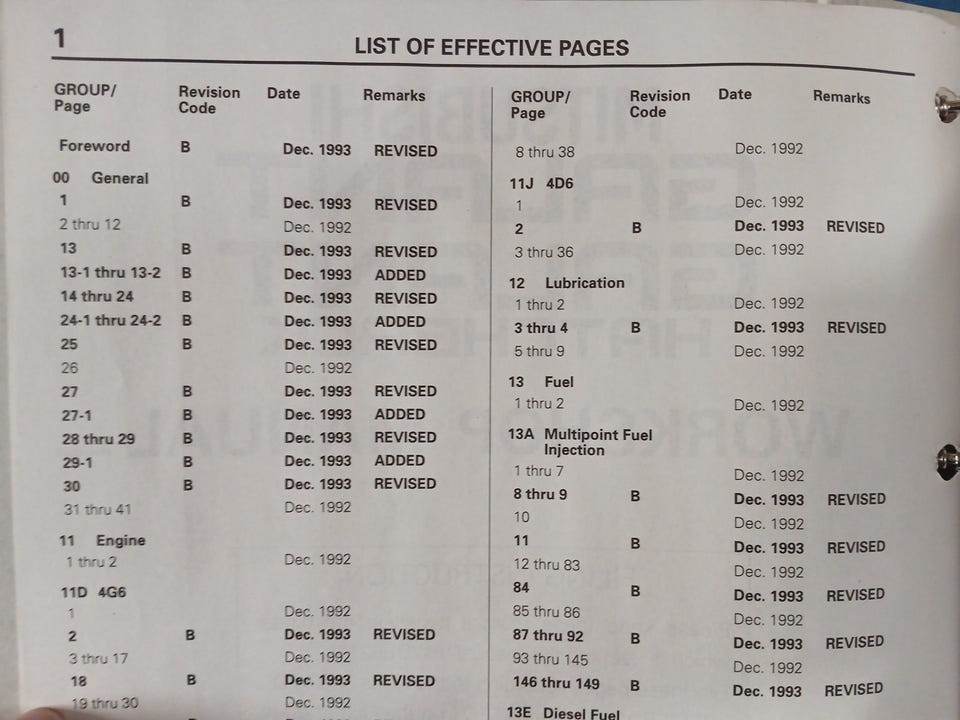 1
LIST OF EFFECTIVE PAGES
GROUP/ Page Revision Code Date Remarks
Foreword B Dec. 1993 REVISED
00 General
1 B Dec. 1993 REVISED
2 thru 12 Dec. 1992
13 B Dec. 1993 REVISED
13-1 thru 13-2 B Dec. 1993 ADDED
14 thru 24 B Dec. 1993 REVISED
24-1 thru 24-2 B Dec. 1993 ADDED
25 B Dec. 1993 REVISED
26 Dec. 1992
27 B Dec. 1993 REVISED
27-1 B Dec. 1993 ADDED
28 thru 29 B Dec. 1993 REVISED
29-1 B Dec. 1993 ADDED
30 B Dec. 1993 REVISED
31 thru 41 Dec. 1992
11 Engine
1 thru 2 Dec. 1992
11D 4G6
1 Dec. 1992
2 B Dec. 1993 REVISED
3 thru 17 Dec. 1992
18 B Dec. 1993 REVISED
19 thru 30 Dec. 1992
GROUP/ Page Revision Code Date Remarks
8 thru 38 Dec. 1992
11J 4D6
1 Dec. 1992
2 B Dec. 1993 REVISED
3 thru 36 Dec. 1992
12 Lubrication
1 thru 2 Dec. 1992
3 thru 4 B Dec. 1993 REVISED
5 thru 9 Dec. 1992
13 Fuel
1 thru 2 Dec. 1992
13A Multipoint Fuel
Injection
1 thru 7 Dec. 1992
8 thru 9 B Dec. 1993 REVISED
10 Dec. 1992
11 B Dec. 1993 REVISED
12 thru 83 Dec. 1992
84 B Dec. 1993 REVISED
85 thru 86 Dec. 1992
87 thru 92 B Dec. 1993 REVISED
93 thru 145 Dec. 1992
146 thru 149 B Dec. 1993 REVISED
13E Diesel Fuel